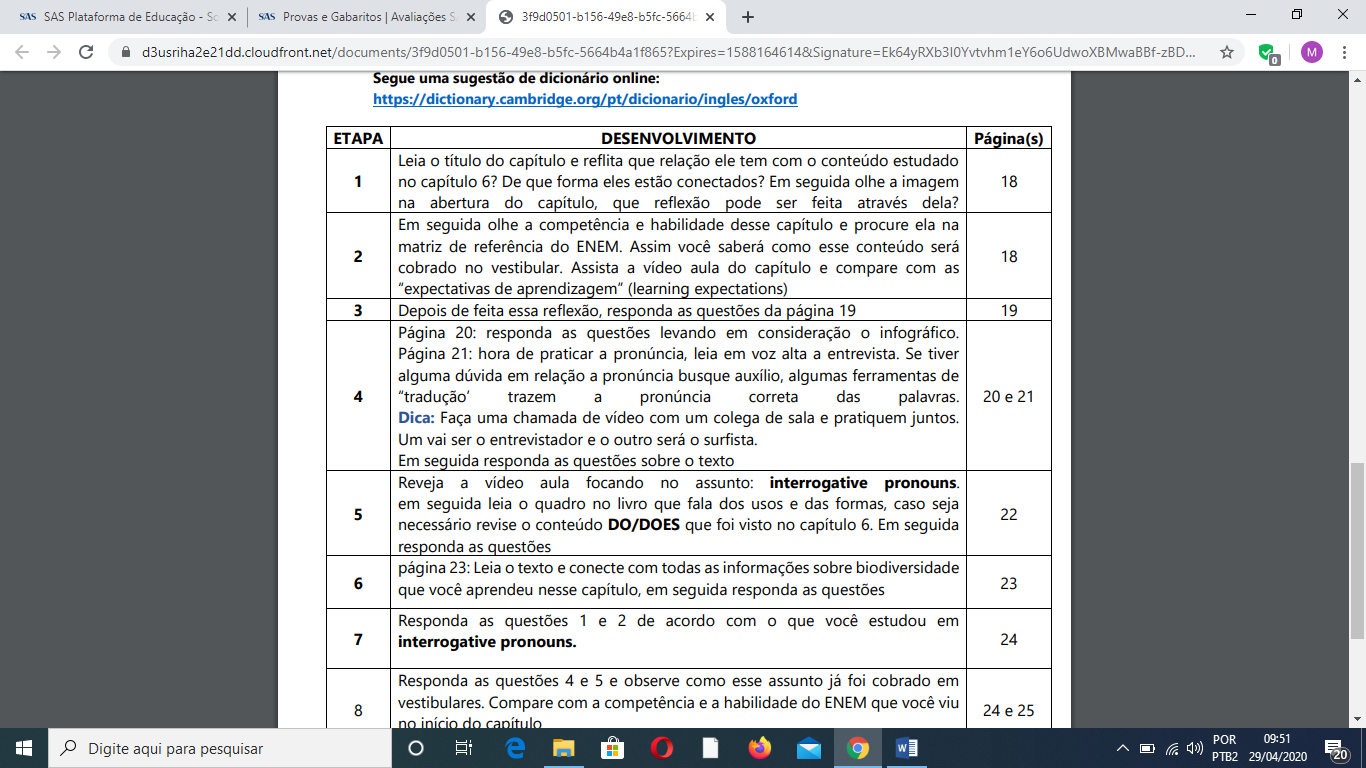 SAS Plataforma de Educação - So
Provas e Gabaritos | Avaliações S
3f9d0501-b156-49e8-b5fc-5664b
d3usriha2e21dd.cloudfront.net/documents/3f9d0501-b156-49e8-b5fc-5664b4a1f865?Expires=1588164614&Signature=Ek64yRXb3I0Yvtvhm1eY6o6UdwoXBMwaBBf-zBD...
0
M
Segue uma sugestão de dicionário online:
https://dictionary.cambridge.org/pt/dicionario/ingles/oxford
ETAPA DESENVOLVIMENTO Página(s)
Leia o título do capítulo e reflita que relação ele tem com o conteúdo estudado
1 no capítulo 6? De que forma eles estão conectados? Em seguida olhe a imagem 18
na abertura do capítulo, que reflexão pode ser feita através dela?
Em seguida olhe a competência e habilidade desse capítulo e procure ela na
matriz de referência do ENEM. Assim você saberá como esse conteúdo será
2 cobrado no vestibular. Assista a vídeo aula do capítulo e compare com as 18
“expectativas de aprendizagem” (learning expectations)
3 Depois de feita essa reflexão, responda as questões da página 19 19
Página 20: responda as questões levando em consideração o infográfico.
Página 21: hora de praticar a pronúncia, leia em voz alta a entrevista. Se tiver
alguma dúvida em relação a pronúncia busque auxílio, algumas ferramentas de
4 “tradução’ trazem a pronúncia correta das palavras. 20 e 21
Dica: Faça uma chamada de vídeo com um colega de sala e pratiquem juntos.
Um vai ser o entrevistador e o outro será o surfista.
Em seguida responda as questões sobre o texto
Reveja a vídeo aula focando no assunto: interrogative pronouns.
em seguida leia o quadro no livro que fala dos usos e das formas, caso seja
5 necessário revise o conteúdo DO/DOES que foi visto no capítulo 6. Em seguida 22
responda as questões
página 23: Leia o texto e conecte com todas as informações sobre biodiversidade
6 que você aprendeu nesse capítulo, em seguida responda as questões 23
Responda as questões 1 e 2 de acordo com o que você estudou em
7 interrogative pronouns. 24
Responda as questões 4 e 5 e observe como esse assunto já foi cobrado em
8 vestibulares. Compare com a competência e a habilidade do ENEM que você viu 24 e 25
no início do capítulo
Digite aqui para pesquisar
POR
PTB2
09:51
29/04/2020
20